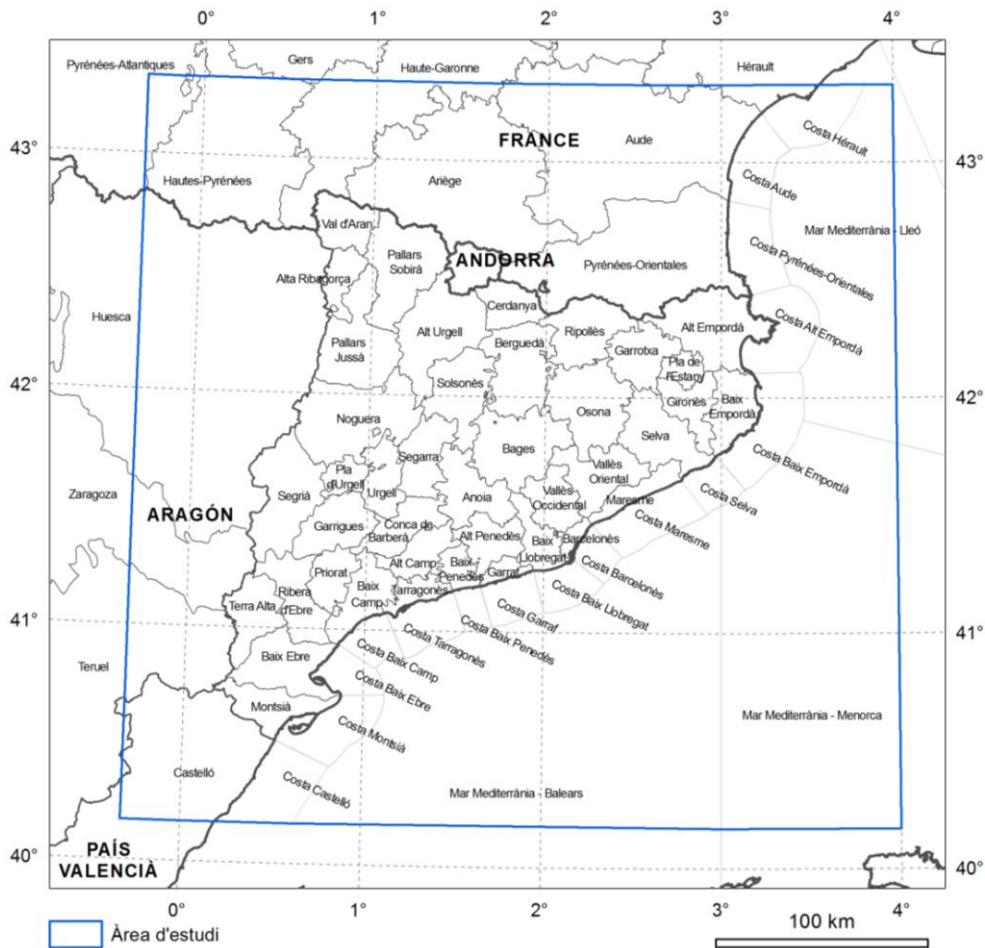 0° 1° 2° 3° 4°
Pyrénées-Atlantiques
Gers
Haute-Garonne
Hérault
43°
FRANCE
Aude
Costa Hérault
43°
Hautes-Pyrénées
Ariège
Costa Aude
Val d'Aran
Mar Mediterrània - Lleó
Pallars
Sobirà
ANDORRA
Pyrénées-Orientales
Costa Pyrénées-Orientales
Alta Ribagorça
Huesca
Cerdanya
Alt Urgell
Ripollès
Alt Empordà
Costa Alt Empordà
Pallars
Jussà
Berguedà
Garrotxa
Pla de
l'Estany
42°
Solsonès
Gironès
Baix
Empordà
42°
Noguera
Osona
Selva
Segarra
Bages
Costa Baix Empordà
Zaragoza
Segrià
Pla
d'Urgell
Urgell
Anoia
Vallès
Oriental
Vallès
Occidental
Maresme
Costa Selva
ARAGÓN
Garrigues
Conca de
Barberà
Alt Penedès
Baix
Llobregat
Barcelonès
Costa Maresme
Priorat
Alt Camp
Baix
Penedès
Garraf
Costa Barcelonès
Terra Alta
Ribera
d'Ebre
Baix
Camp
Tarragonès
Costa Baix Llobregat
41°
Costa Garraf
41°
Baix Ebre
Costa Baix Penedès
Costa Tarragonès
Costa Baix Camp
Teruel
Costa Baix Ebre
Montsià
Costa Montsià
Mar Mediterrània - Menorca
Castelló
Costa Castelló
Mar Mediterrània - Balears
40°
PAÍS
VALENCIÀ
40°
0° 1° 2° 3° 4°
Àrea d'estudi
100 km